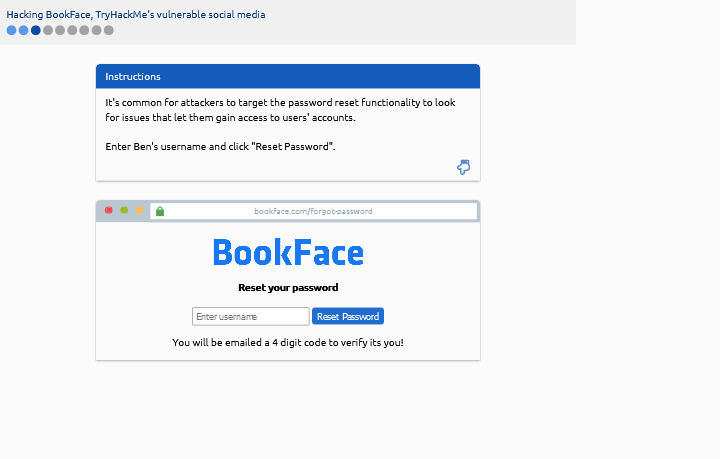 Hacking BookFace, TryHackMe's vulnerable social media
Instructions
It's common for attackers to target the password reset functionality to look
for issues that let them gain access to users' accounts.
Enter Ben's username and click "Reset Password".
bookface.com/forgot-password
BookFace
Reset your password
Enter username
Reset Password
You will be emailed a 4 digit code to verify its you!